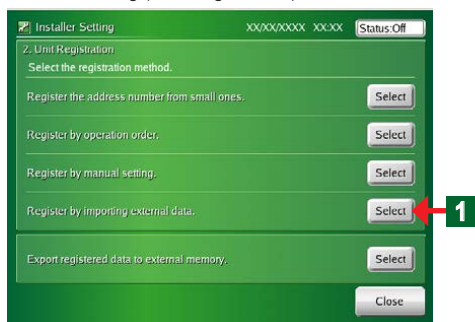 Installer Setting XX/XX/XXXX XX:XX Status:Off
2. Unit Registration
Select the registration method.
Register the address number from small ones. Select
Register by operation order. Select
Register by manual setting. Select
Register by importing external data. Select 1
Export registered data to external memory. Select
Close